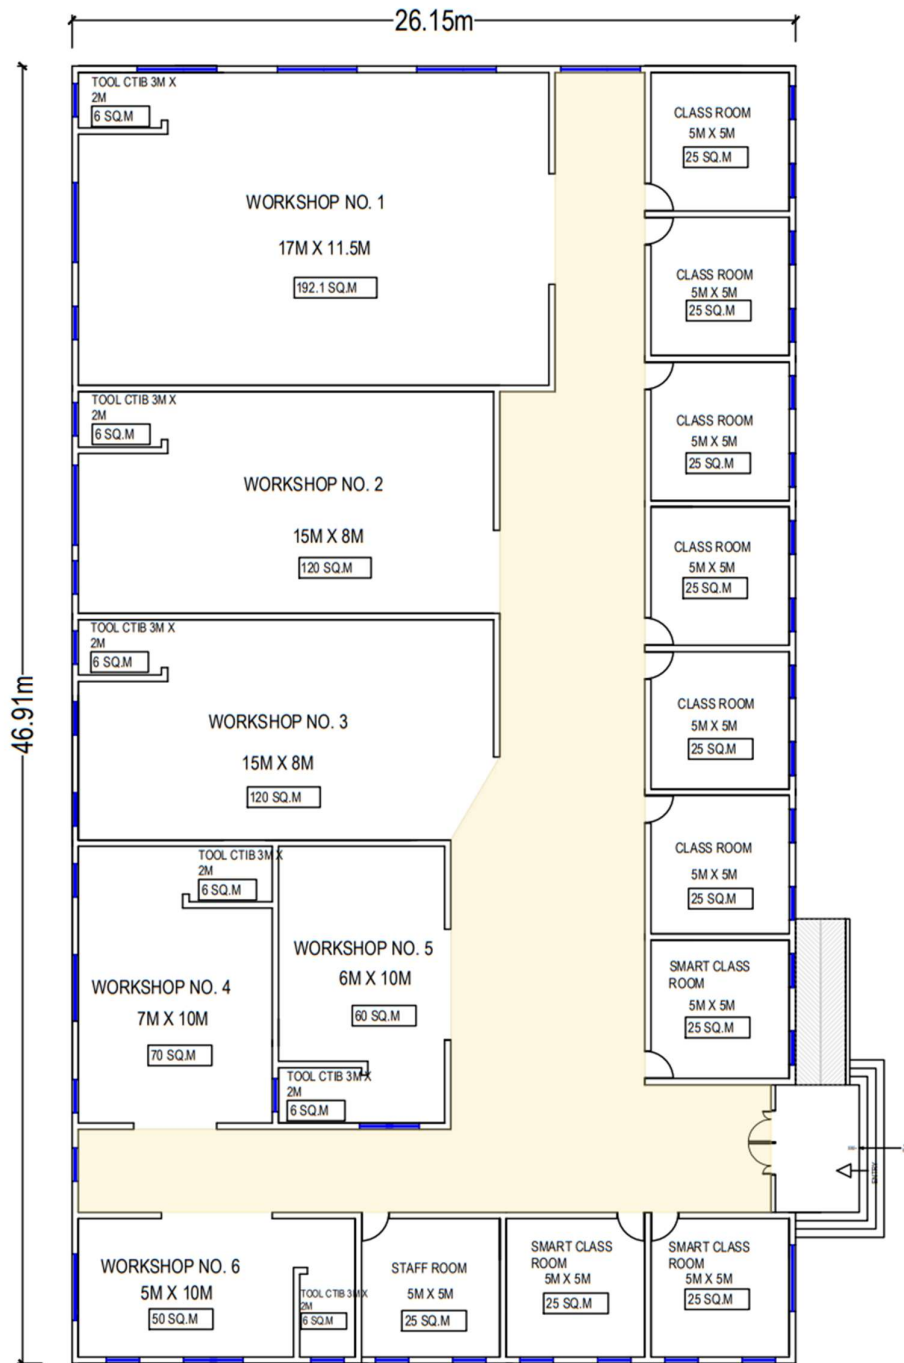 26.15m
46.91m
TOOL CTIB 3M X
2M
6 SQ.M
WORKSHOP NO. 1
17M X 11.5M
192.1 SQ.M
CLASS ROOM
5M X 5M
25 SQ.M
CLASS ROOM
5M X 5M
25 SQ.M
TOOL CTIB 3M X
2M
6 SQ.M
WORKSHOP NO. 2
15M X 8M
120 SQ.M
CLASS ROOM
5M X 5M
25 SQ.M
CLASS ROOM
5M X 5M
25 SQ.M
TOOL CTIB 3M X
2M
6 SQ.M
WORKSHOP NO. 3
15M X 8M
120 SQ.M
CLASS ROOM
5M X 5M
25 SQ.M
CLASS ROOM
5M X 5M
25 SQ.M
TOOL CTIB 3M X
2M
6 SQ.M
WORKSHOP NO. 4
7M X 10M
70 SQ.M
WORKSHOP NO. 5
6M X 10M
60 SQ.M
TOOL CTIB 3M X
2M
6 SQ.M
SMART CLASS
ROOM
5M X 5M
25 SQ.M
ENTRY
WORKSHOP NO. 6
5M X 10M
50 SQ.M
TOOL CTIB 3M X
2M
6 SQ.M
STAFF ROOM
5M X 5M
25 SQ.M
SMART CLASS
ROOM
5M X 5M
25 SQ.M
SMART CLASS
ROOM
5M X 5M
25 SQ.M